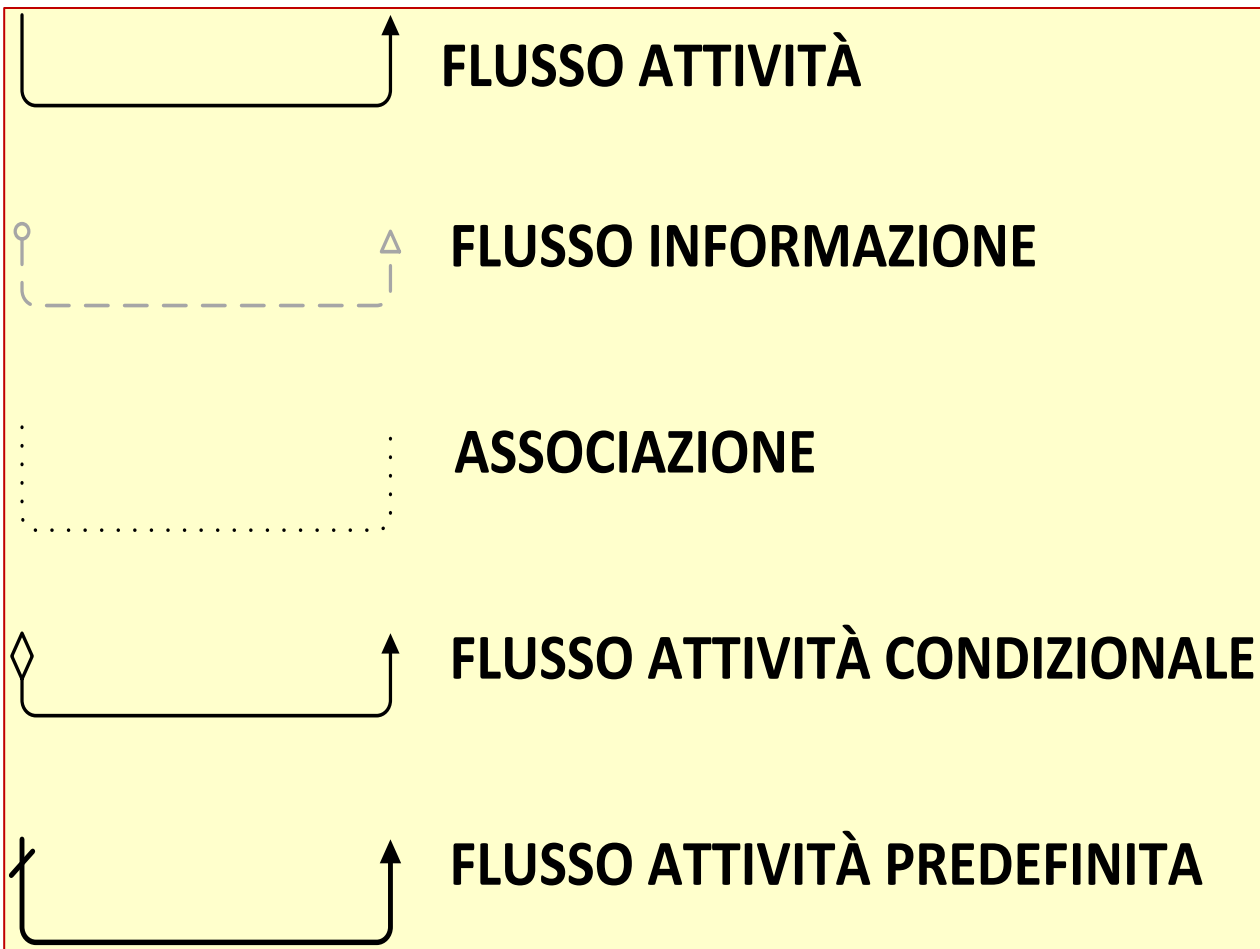 FLUSSO ATTIVITÀ
FLUSSO INFORMAZIONE
ASSOCIAZIONE
FLUSSO ATTIVITÀ CONDIZIONALE
FLUSSO ATTIVITÀ PREDEFINITA